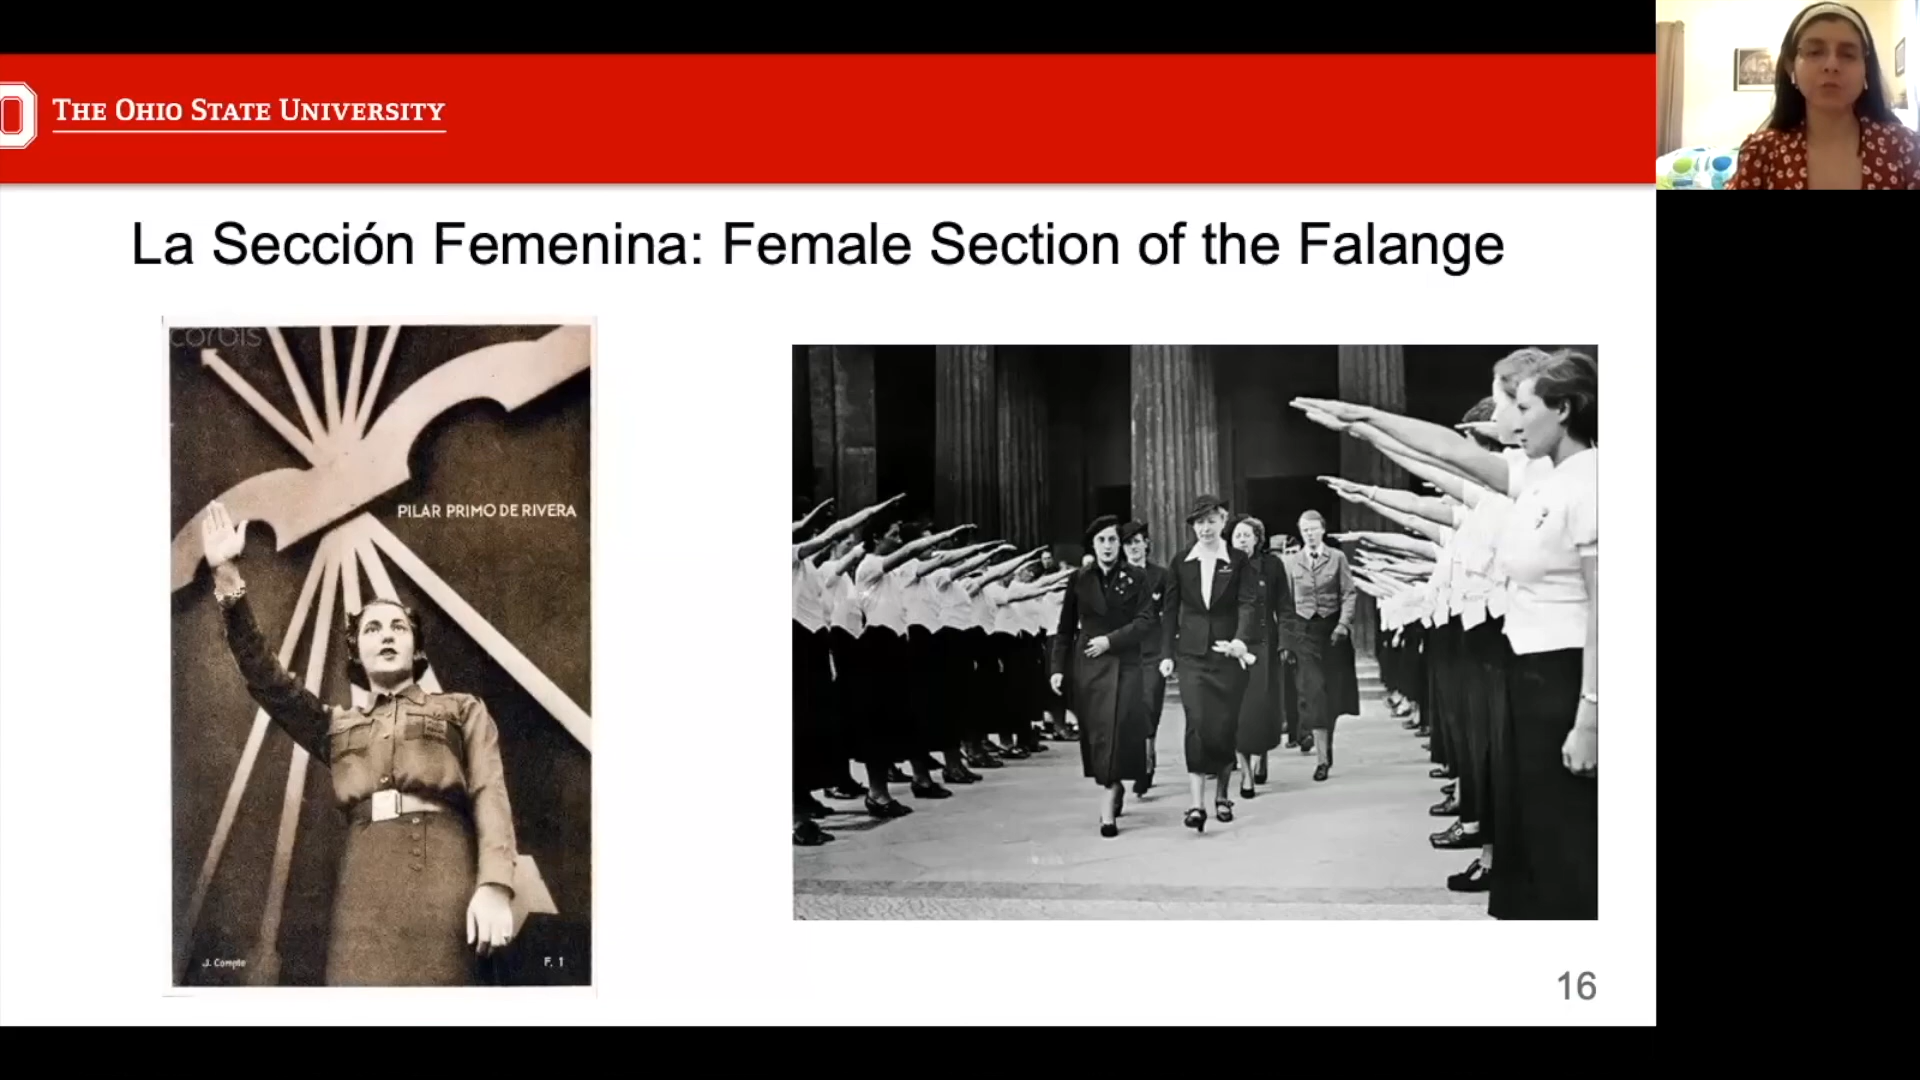 THE OHIO STATE UNIVERSITY
La Sección Femenina: Female Section of the Falange
corbis
PILAR PRIMO DE RIVERA
J. Compte
F. 1
16